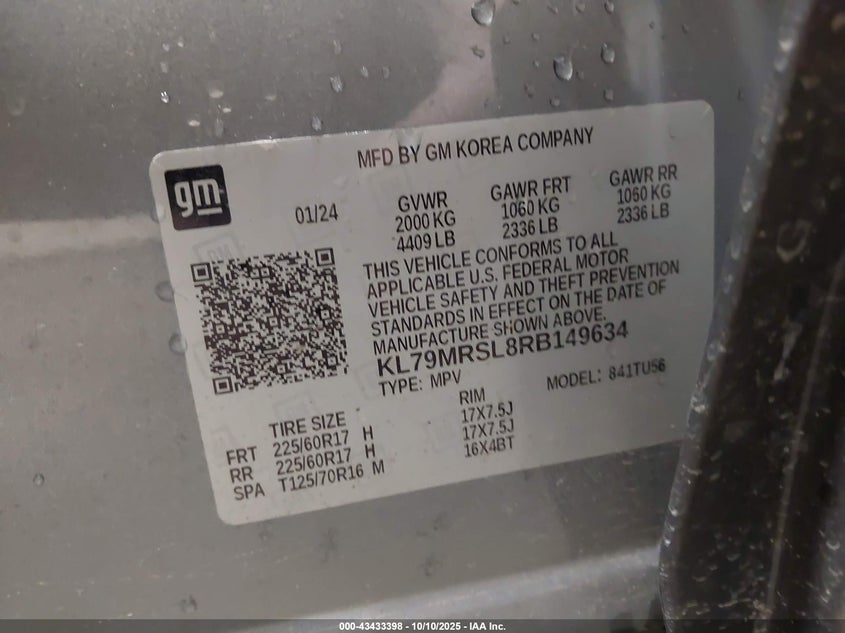 MFD BY GM KOREA COMPANY
gm
01/24
GVWR
2000 KG
4409 LB
GAWR FRT
1060 KG
2336 LB
GAWR RR
1060 KG
2336 LB
THIS VEHICLE CONFORMS TO ALL
APPLICABLE U.S. FEDERAL MOTOR
VEHICLE SAFETY AND THEFT PREVENTION
STANDARDS IN EFFECT ON THE DATE OF
MANUFACTURE SHOWN ABOVE.
KL79MRSL8RB149634
TYPE: MPV MODEL: 841TU56
TIRE SIZE RIM
FRT 225/60R17 H 17X7.5J
RR 225/60R17 H 17X7.5J
SPA T125/70R16 M 16X4BT
000-43433398 - 10/10/2025 - IAA Inc.